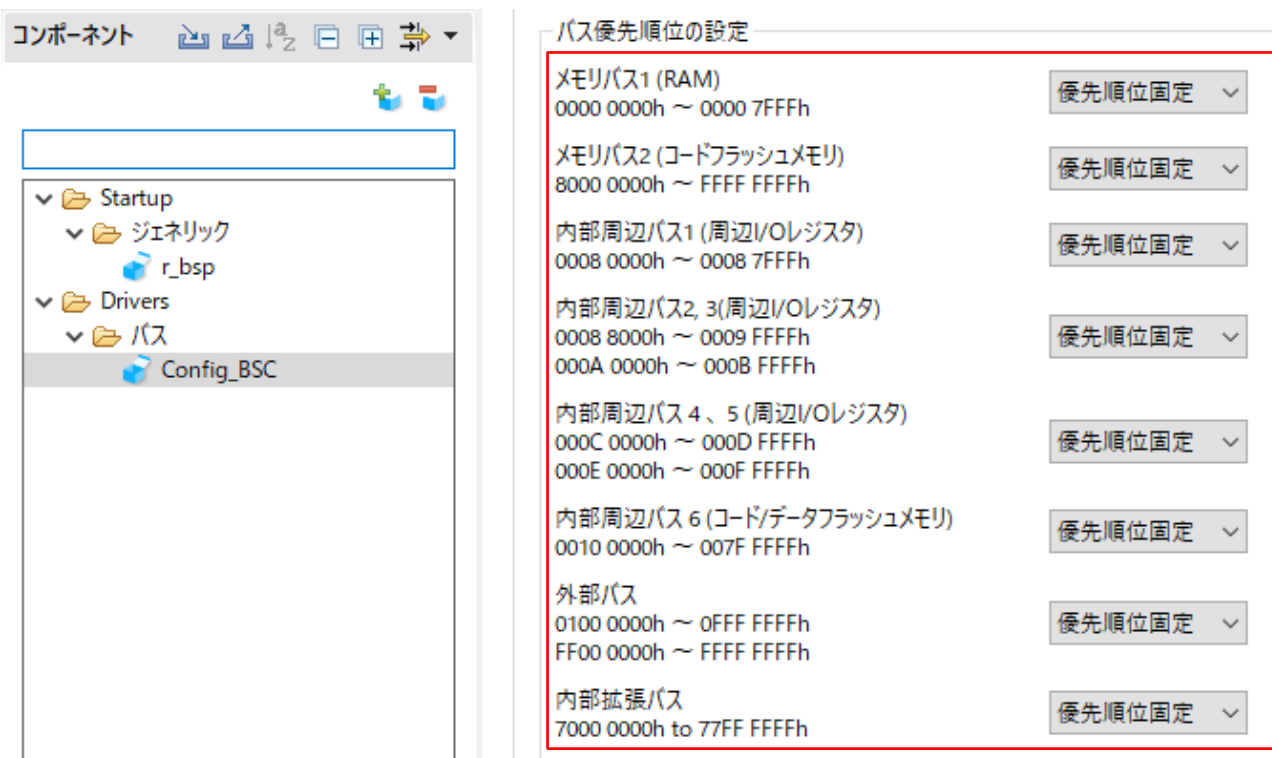 コンポーネント
Startup
ジェネリック
r_bsp
Drivers
バス
Config_BSC
バス優先順位の設定
メモリバス1 (RAM)
0000 0000h ～ 0000 7FFFh
優先順位固定
メモリバス2 (コードフラッシュメモリ)
8000 0000h ～ FFFF FFFFh
優先順位固定
内部周辺バス1 (周辺I/Oレジスタ)
0008 0000h ～ 0008 7FFFh
優先順位固定
内部周辺バス2, 3(周辺I/Oレジスタ)
0008 8000h ～ 0009 FFFFh
000A 0000h ～ 000B FFFFh
優先順位固定
内部周辺バス 4 、 5 (周辺I/Oレジスタ)
000C 0000h ～ 000D FFFFh
000E 0000h ～ 000F FFFFh
優先順位固定
内部周辺バス 6 (コード/データフラッシュメモリ)
0010 0000h ～ 007F FFFFh
優先順位固定
外部バス
0100 0000h ～ 0FFF FFFFh
FF00 0000h ～ FFFF FFFFh
優先順位固定
内部拡張バス
7000 0000h to 77FF FFFFh
優先順位固定